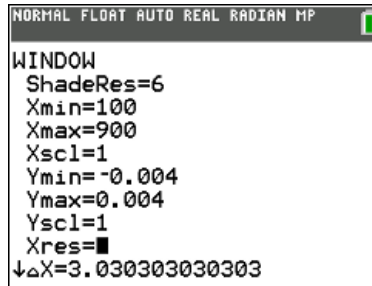 NORMAL FLOAT AUTO REAL RADIAN MP
WINDOW
ShadeRes=6
Xmin=100
Xmax=900
Xscl=1
Ymin=-0.004
Ymax=0.004
Yscl=1
Xres=
↓△X=3.030303030303